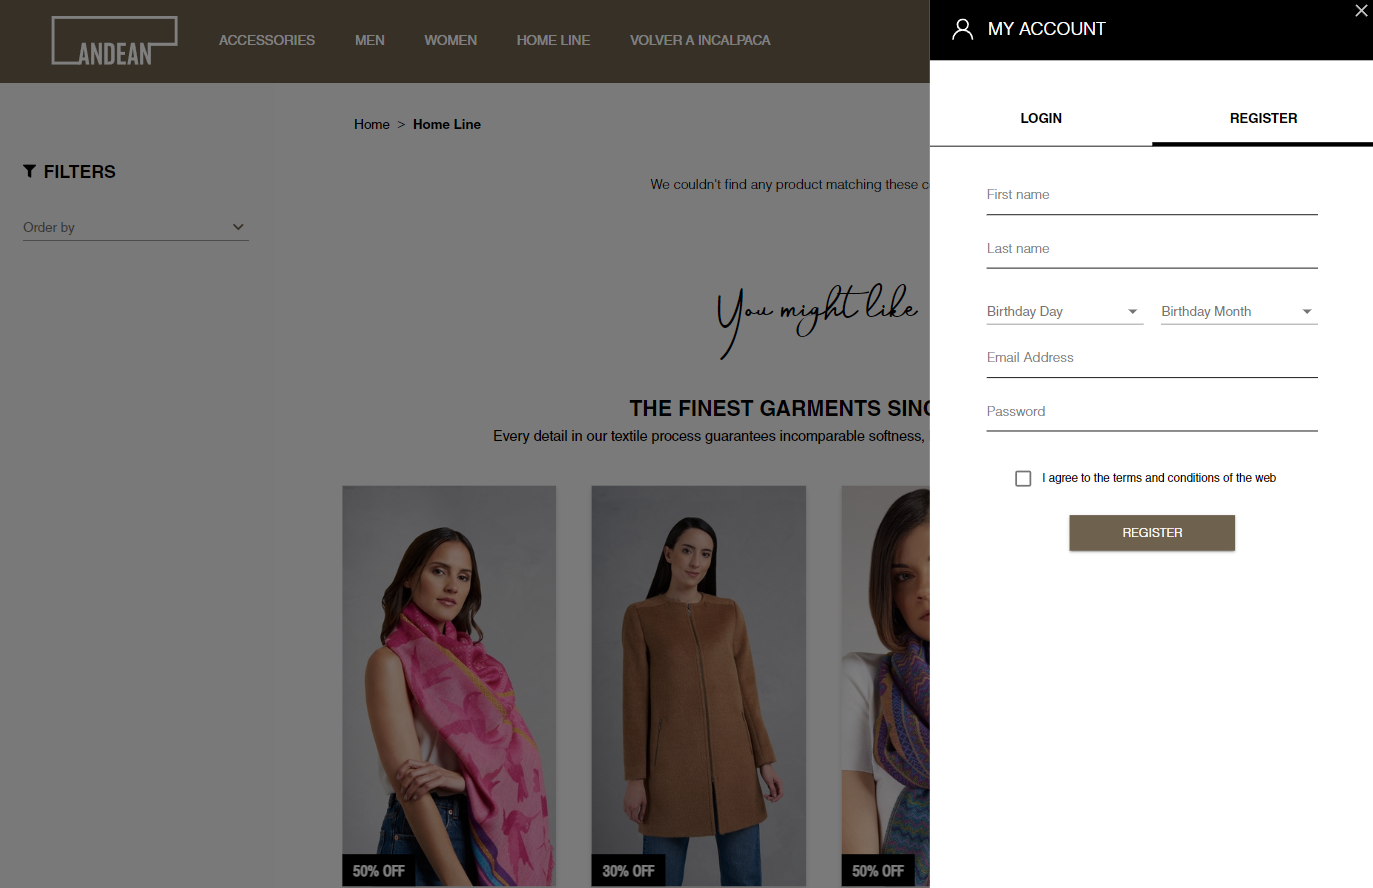 ANDEAN
ACCESSORIES MEN WOMEN HOME LINE VOLVER A INCALPACA
Home > Home Line
FILTERS
Order by
We couldn't find any product matching these
You might like
THE FINEST GARMENTS
Every detail in our textile process guarantees incomparable softness,
50% OFF
30% OFF
50% OFF
MY ACCOUNT
LOGIN
REGISTER
First name
Last name
Birthday Day
Birthday Month
Email Address
Password
I agree to the terms and conditions of the web
REGISTER